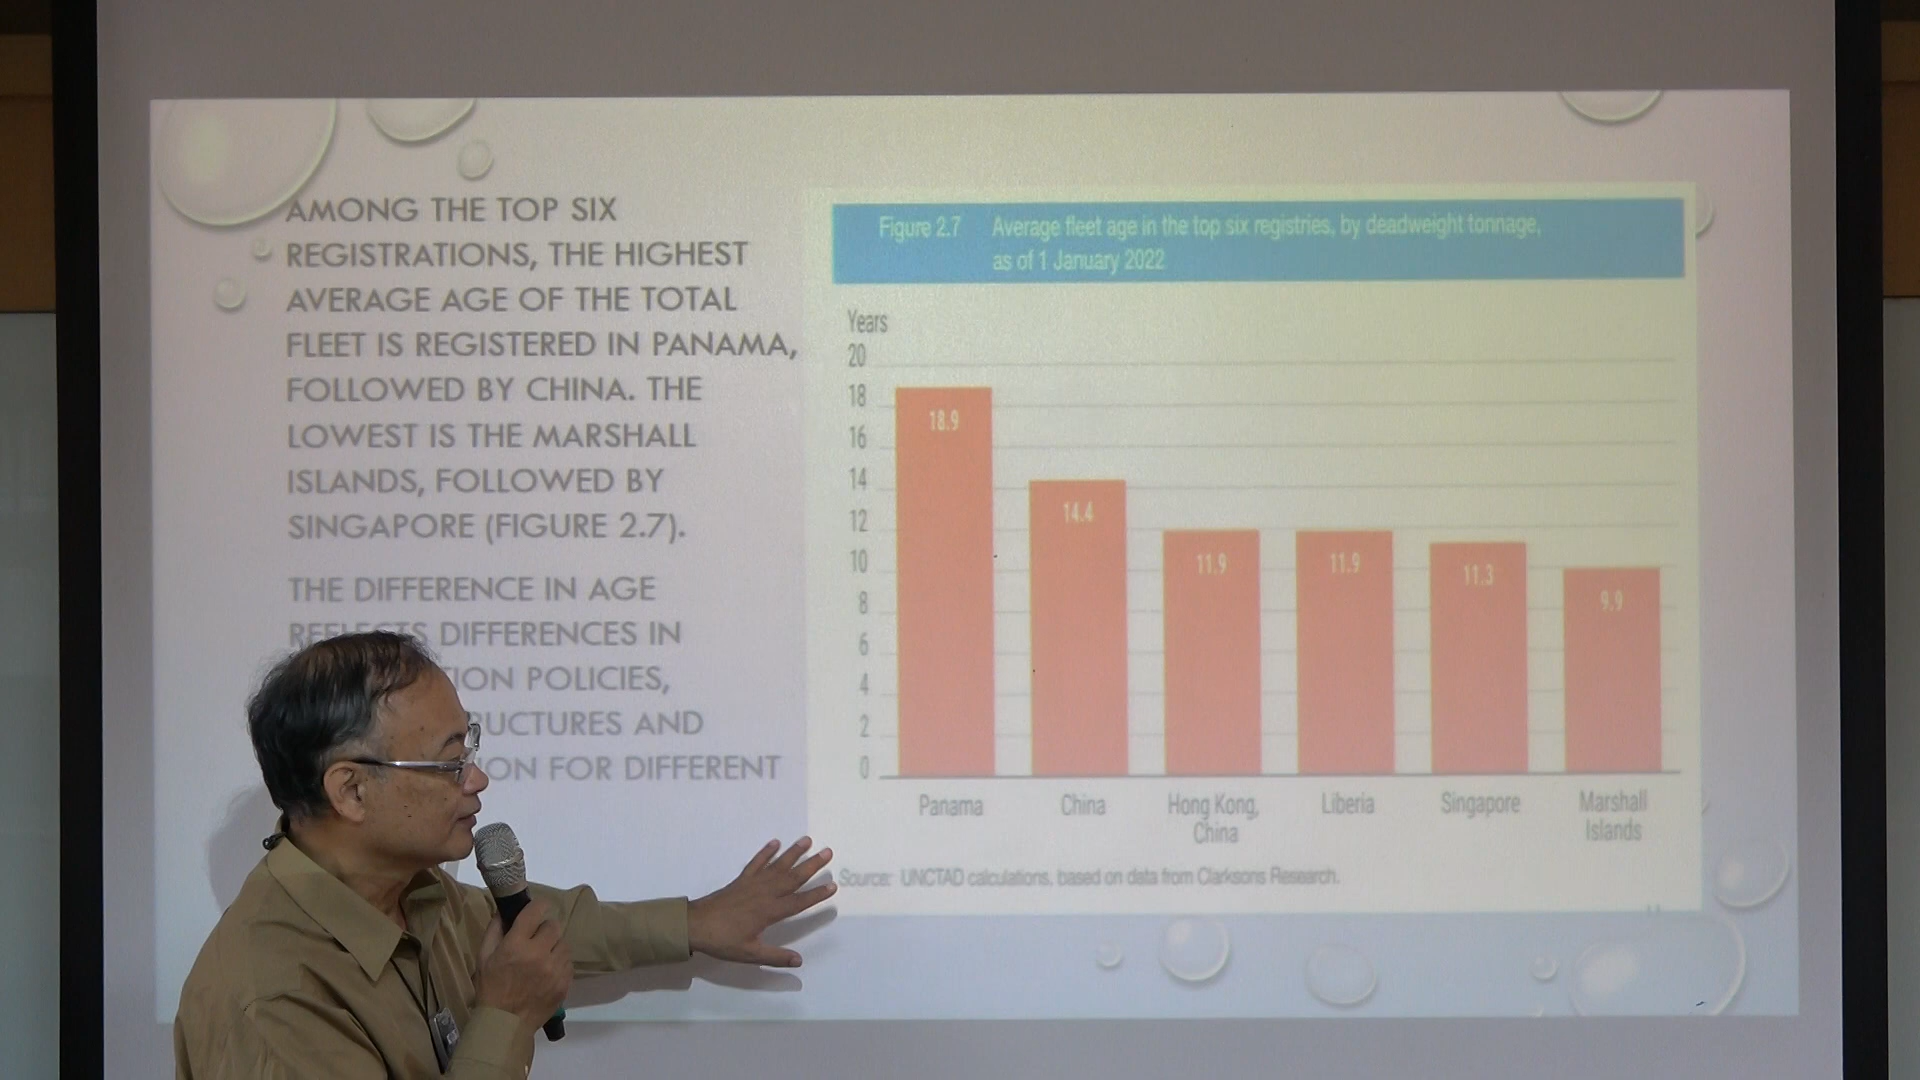 AMONG THE TOP SIX
REGISTRATIONS, THE HIGHEST
AVERAGE AGE OF THE TOTAL
FLEET IS REGISTERED IN PANAMA,
FOLLOWED BY CHINA. THE
LOWEST IS THE MARSHALL
ISLANDS, FOLLOWED BY
SINGAPORE (FIGURE 2.7).
THE DIFFERENCE IN AGE
REFLECTS DIFFERENCES IN
POLICIES,
AND
FOR DIFFERENT
Figure 2.7 Average fleet age in the top six registries, by deadweight tonnage,
as of 1 January 2022
Years
20
18
16
14
12
10
8
6
4
2
0
18.9
14.4
11.9
11.9
11.3
9.9
Panama
China
Hong Kong,
China
Liberia
Singapore
Marshall
Islands
Source: UNCTAD calculations, based on data from Clarksons Research.